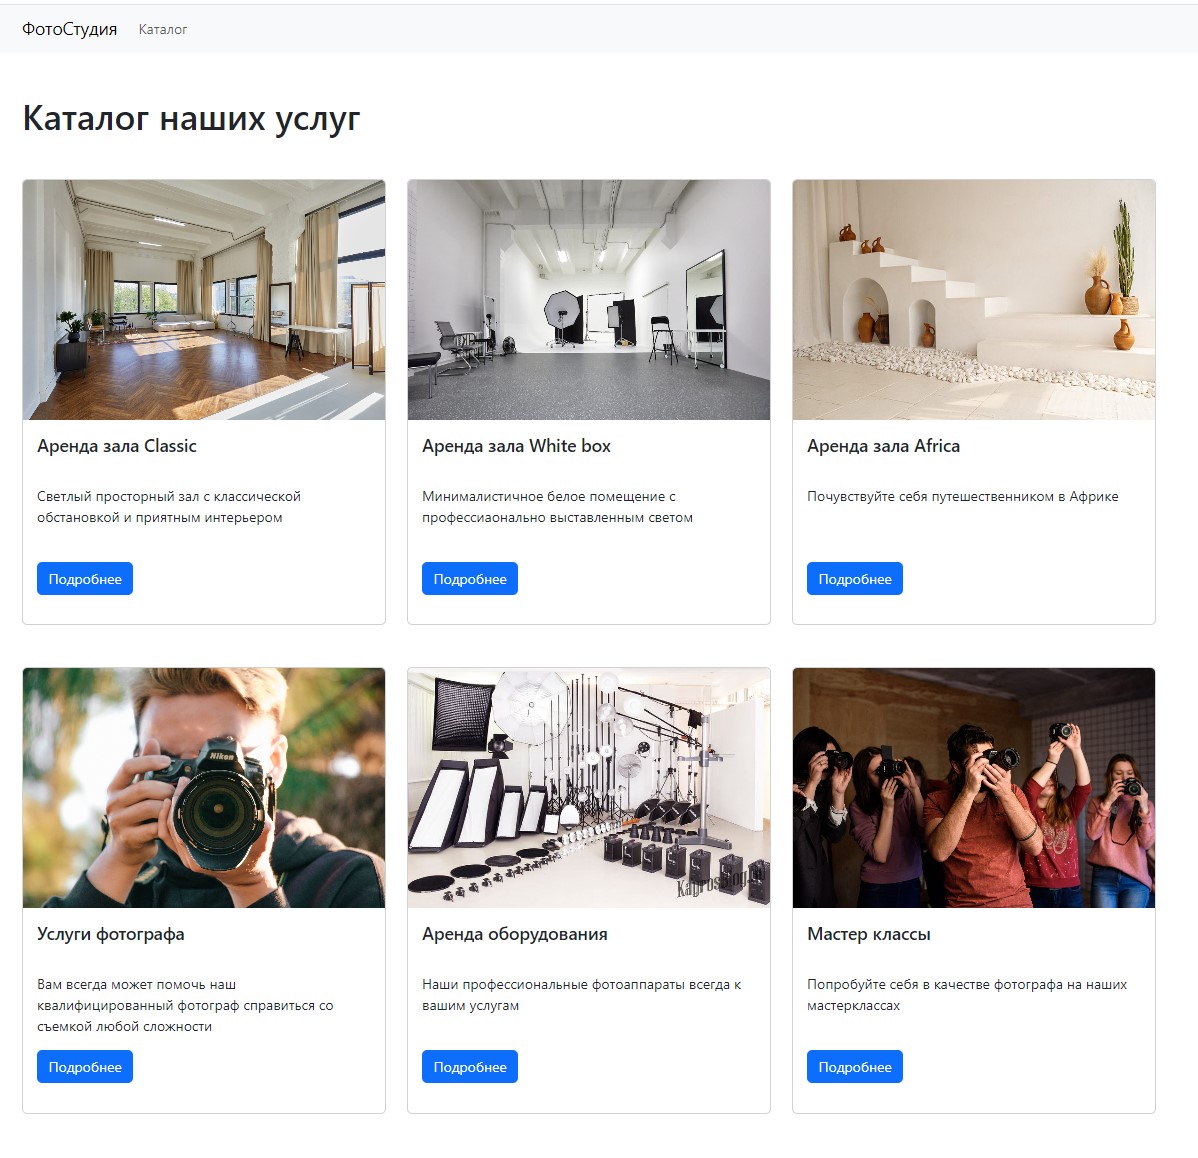 ФотоСтудия Каталог
Каталог наших услуг
Аренда зала Classic
Светлый просторный зал с классической
обстановкой и приятным интерьером
Подробнее
Аренда зала White box
Минималистичное белое помещение с
профессиаонально выставленным светом
Подробнее
Аренда зала Africa
Почувствуйте себя путешественником в Африке
Подробнее
Nikon
Услуги фотографа
Вам всегда может помочь наш
квалифицированный фотограф справиться со
съемкой любой сложности
Подробнее
Аренда оборудования
Наши профессиональные фотоаппараты всегда к
вашим услугам
Подробнее
Мастер классы
Попробуйте себя в качестве фотографа на наших
мастерклассах
Подробнее